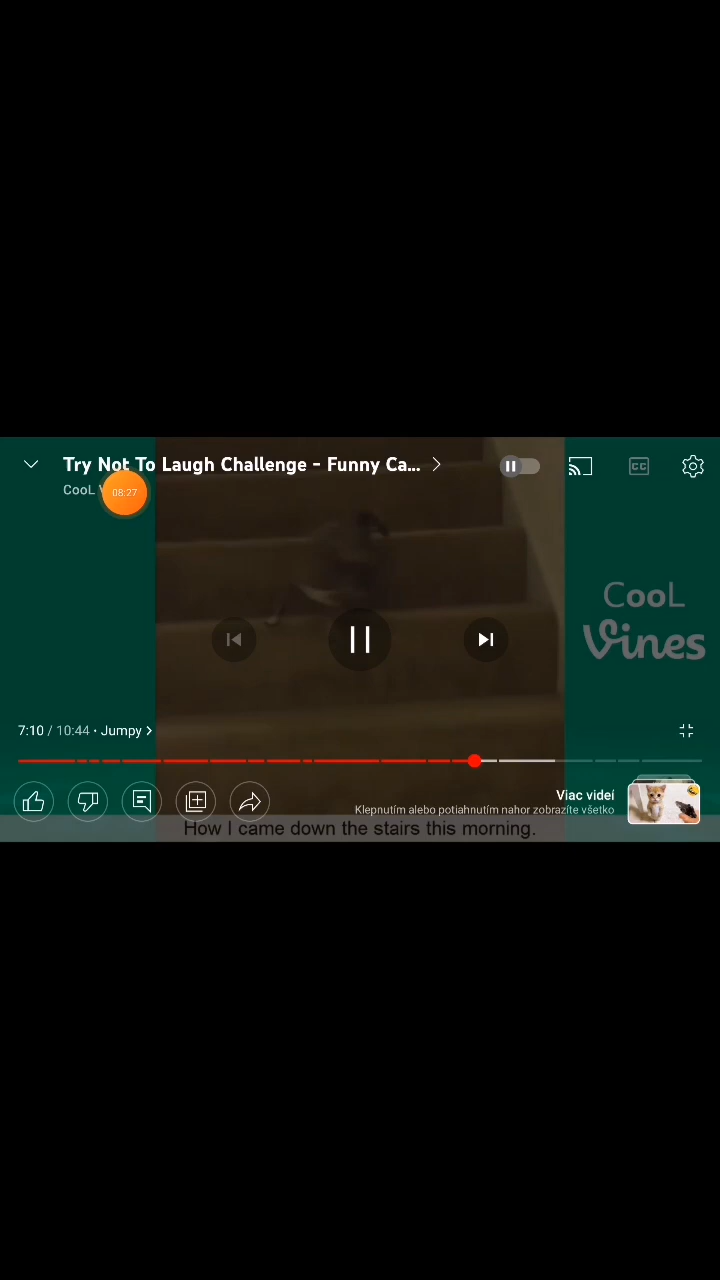 Try Not To Laugh Challenge - Funny Ca...
CooL
08:27
CC
CooL
Vines
7:10 / 10:44 • Jumpy
Viac videí
Klepnutím alebo potiahnutím nahor zobrazíte všetko
How I came down the stairs this morning.